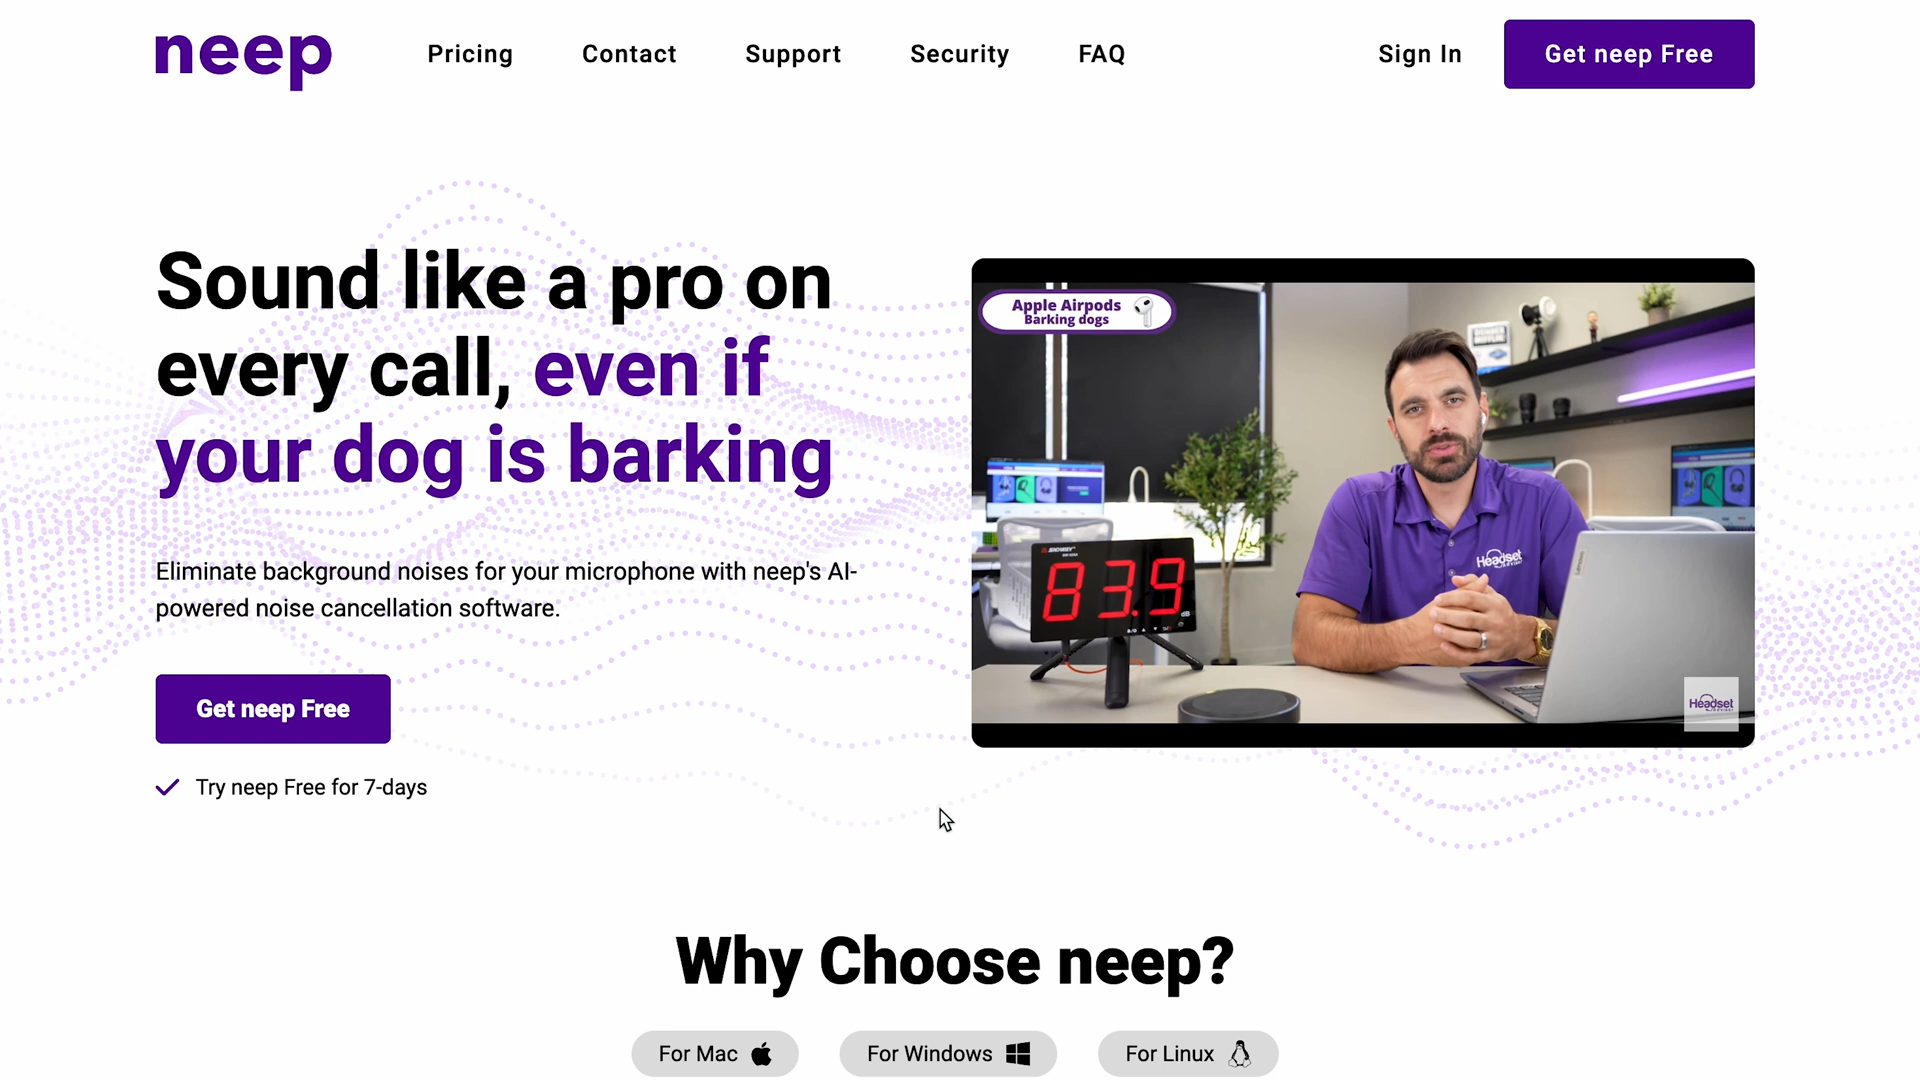 neep
Pricing
Contact
Support
Security
FAQ
Sign In
Get neep Free
Sound like a pro on
every call, even if
your dog is barking
Eliminate background noises for your microphone with neep's AI-
powered noise cancellation software.
Get neep Free
Try neep Free for 7-days
Apple Airpods
Barking dogs
83.9
dB
Headset
Headset
Why Choose neep?
For Mac
For Windows
For Linux